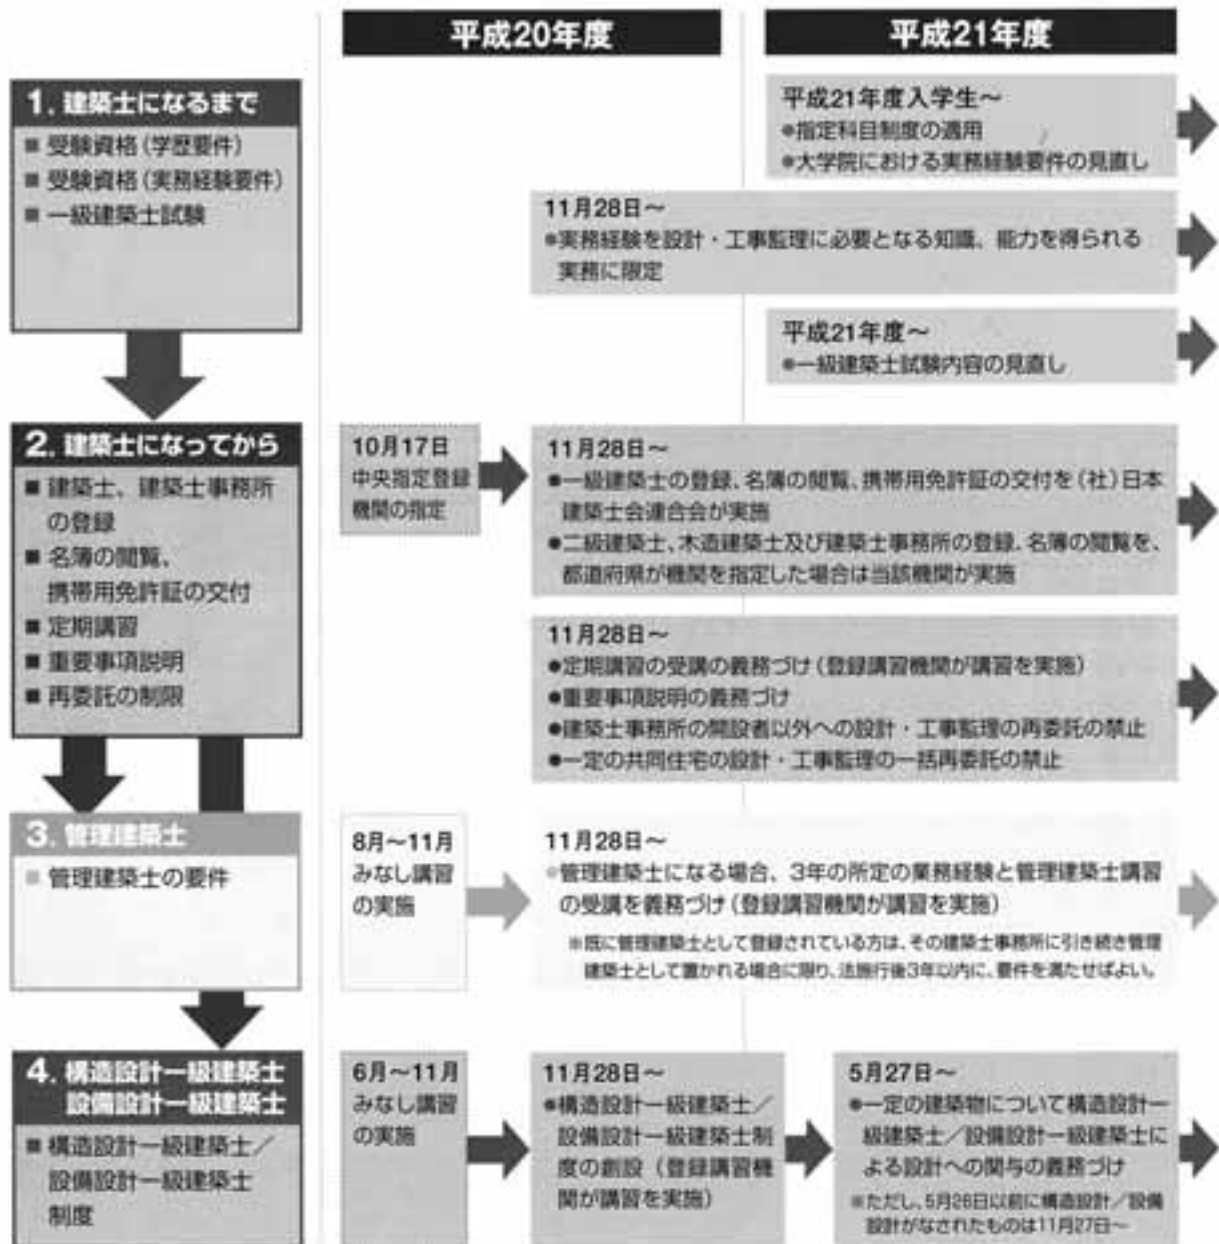 平成20年度
平成21年度
1. 建築士になるまで
■ 受験資格(学歴要件)
■ 受験資格(実務経験要件)
■ 一級建築士試験
平成21年度入学生～
●指定科目制度の適用
●大学院における実務経験要件の見直し
11月28日～
●実務経験を設計・工事監理に必要となる知識、能力を得られる
実務に限定
平成21年度～
●一級建築士試験内容の見直し
2. 建築士になってから
■ 建築士、建築士事務所
の登録
■ 名簿の閲覧、
携帯用免許証の交付
■ 定期講習
■ 重要事項説明
■ 再委託の制限
10月17日
中央指定登録
機関の指定
11月28日～
●一級建築士の登録、名簿の閲覧、携帯用免許証の交付を(社)日本
建築士会連合会が実施
●二級建築士、木造建築士及び建築士事務所の登録、名簿の閲覧を、
都道府県が機関を指定した場合は当該機関が実施
11月28日～
●定期講習の受講の義務づけ(登録講習機関が講習を実施)
●重要事項説明の義務づけ
●建築士事務所の開設者以外への設計・工事監理の再委託の禁止
●一定の共同住宅の設計・工事監理の一括再委託の禁止
3. 管理建築士
■ 管理建築士の要件
8月～11月
みなし講習
の実施
11月28日～
●管理建築士になる場合、3年の所定の業務経験と管理建築士講習
の受講を義務づけ(登録講習機関が講習を実施)
※既に管理建築士として登録されている方は、その建築士事務所に引き続き管理
建築士として置かれる場合に限り、法施行後3年以内に、要件を満たせばよい。
4. 構造設計一級建築士
設備設計一級建築士
■ 構造設計一級建築士／
設備設計一級建築士
制度
6月～11月
みなし講習
の実施
11月28日～
●構造設計一級建築士／
設備設計一級建築士制
度の創設(登録講習機
関が講習を実施)
5月27日～
●一定の建築物について構造設計一
級建築士／設備設計一級建築士に
よる設計への関与の義務づけ
※ただし、5月26日以前に構造設計／設備
設計がなされたものは11月27日～